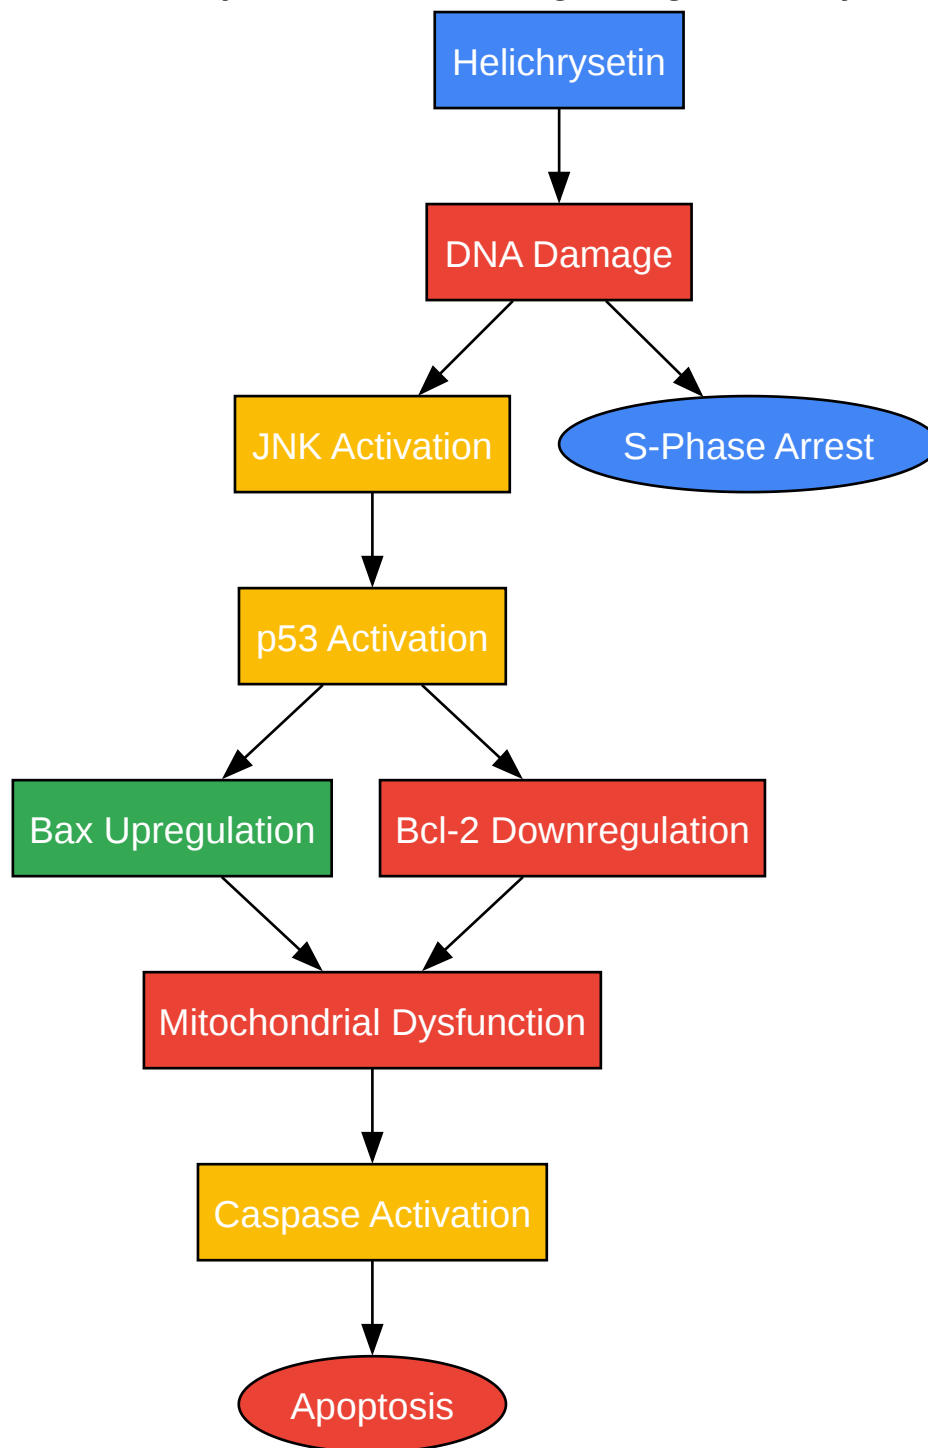 Helichrysetin
DNA Damage
JNK Activation
S-Phase Arrest
p53 Activation
Bax Upregulation
Bcl-2 Downregulation
Mitochondrial Dysfunction
Caspase Activation
Apoptosis